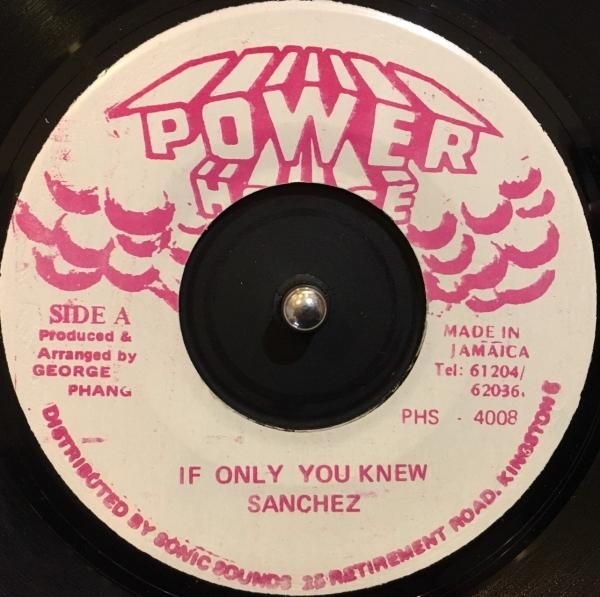 POWER
HOUSE
SIDE A
Produced &
Arranged by
GEORGE
PHANG
MADE IN
JAMAICA
Tel: 61204/
62036.
PHS - 4008
IF ONLY YOU KNEW
SANCHEZ
DISTRIBUTED BY SONIC SOUNDS 25 RETIREMENT ROAD. KINGSTON 5